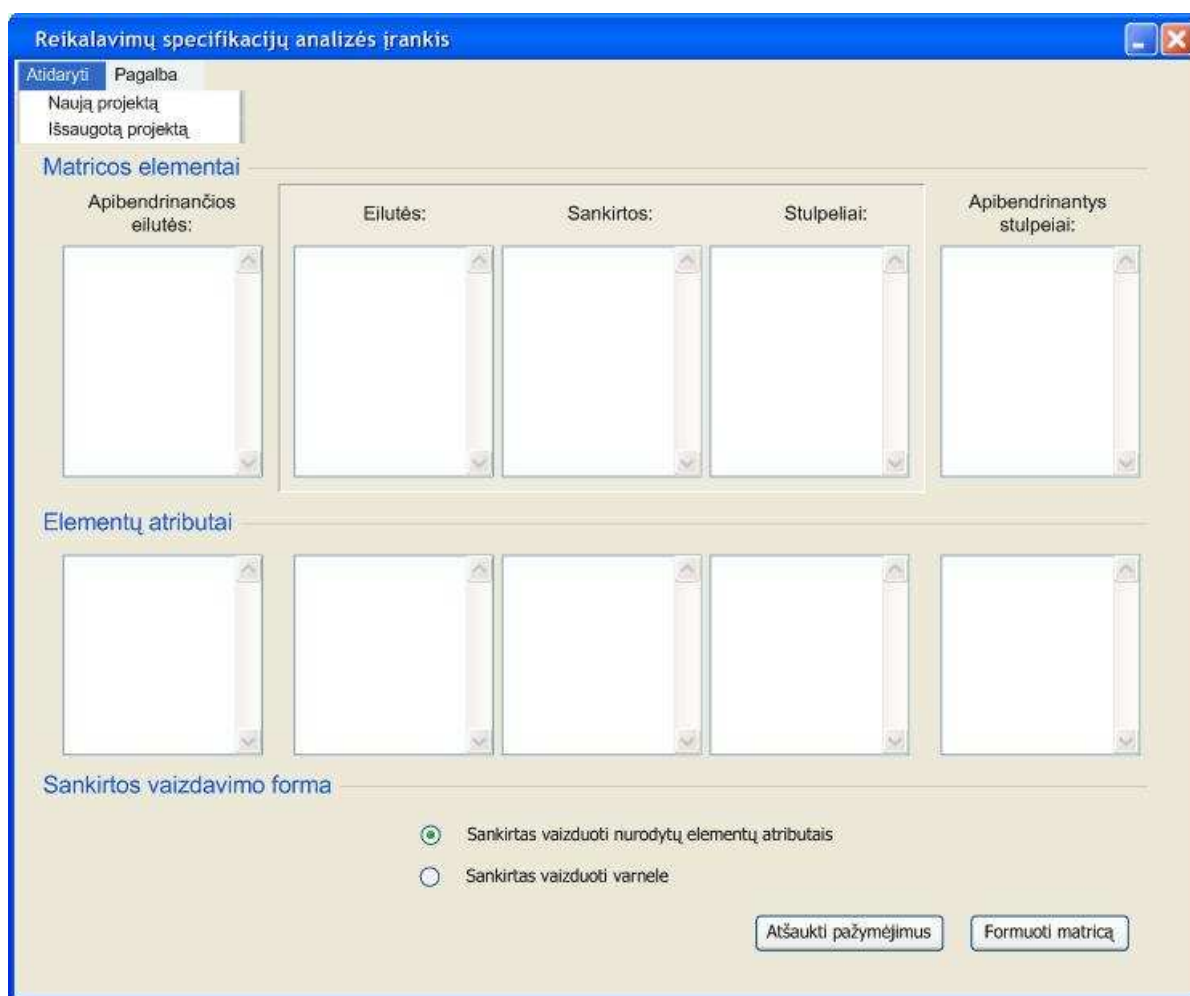 Reikalavimų specifikacijų analizės įrankis
Atidaryti Pagalba
Naują projektą
Išsaugotą projektą
Matricos elementai
Apibendrinančios
eilutės:
Eilutės:
Sankirtos:
Stulpeliai:
Apibendrinantys
stulpeiai:
Elementų atributai
Sankirtos vaizdavimo forma
Sankirtas vaizduoti nurodytų elementų atributais
Sankirtas vaizduoti varnele
Atšaukti pažymėjimus
Formuoti matricą